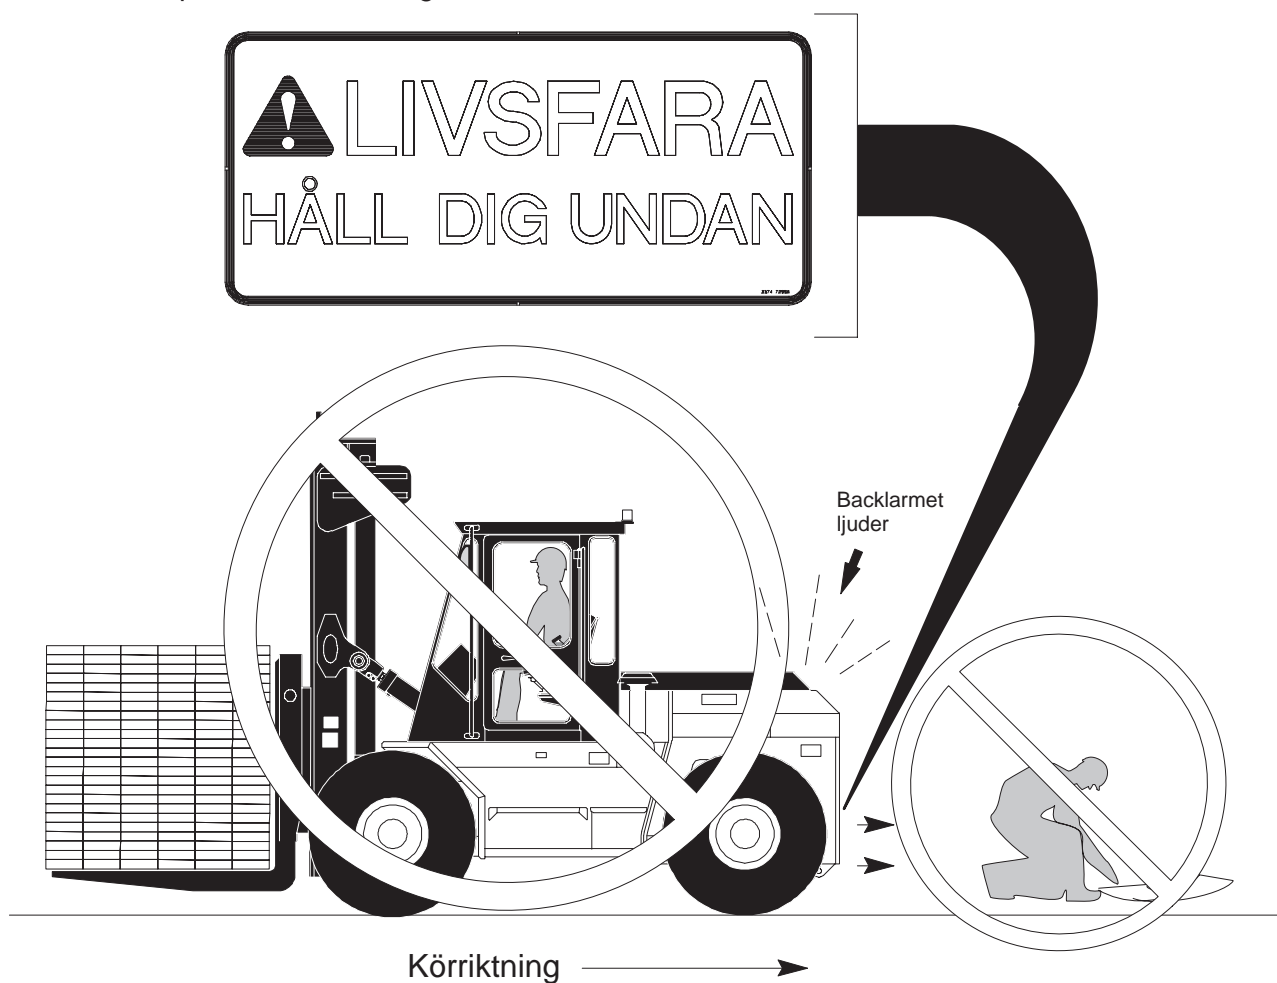 LIVSFARA
HÅLL DIG UNDAN
Backlarmet
ljuder
Körriktning